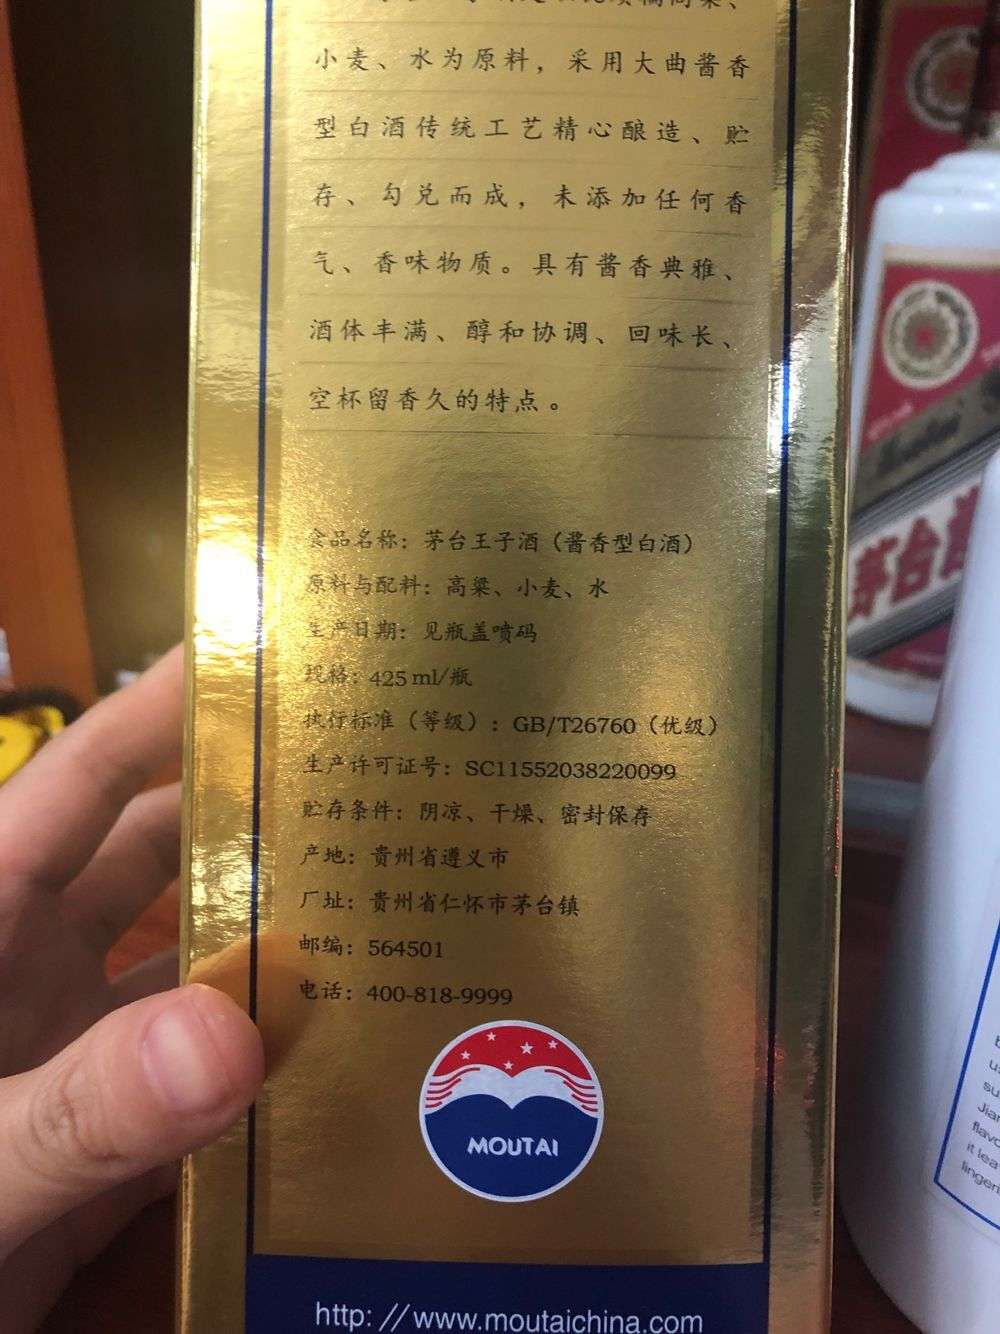 小麦、水为原料，采用大曲酱香
型白酒传统工艺精心酿造、贮
存、勾兑而成，未添加任何香
气、香味物质。具有酱香典雅、
酒体丰满、醇和协调、回味长、
空杯留香久的特点。
食品名称：茅台王子酒（酱香型白酒）
原料与配料：高粱、小麦、水
生产日期：见瓶盖喷码
规格：425ml/瓶
执行标准（等级）：GB/T26760（优级）
生产许可证号：SC11552038220099
贮存条件：阴凉、干燥、密封保存
产地：贵州省遵义市
厂址：贵州省仁怀市茅台镇
邮编：564501
电话：400-818-9999
MOUTAI
http: //www.moutaichina.com
茅台
Jian
flavo
it lea
lingeri